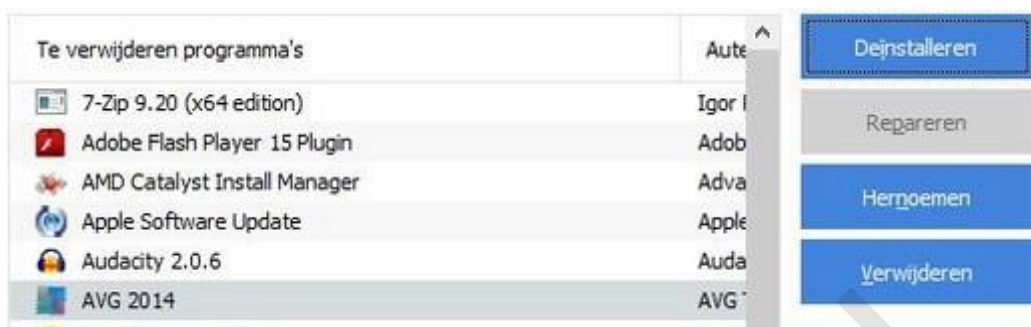 Te verwijderen programma's Aute
7-Zip 9.20 (x64 edition) Igor
Adobe Flash Player 15 Plugin Adob
AMD Catalyst Install Manager Adva
Apple Software Update Apple
Audacity 2.0.6 Auda
AVG 2014 AVG
Deïnstalleren
Repareren
Hernoemen
Verwijderen